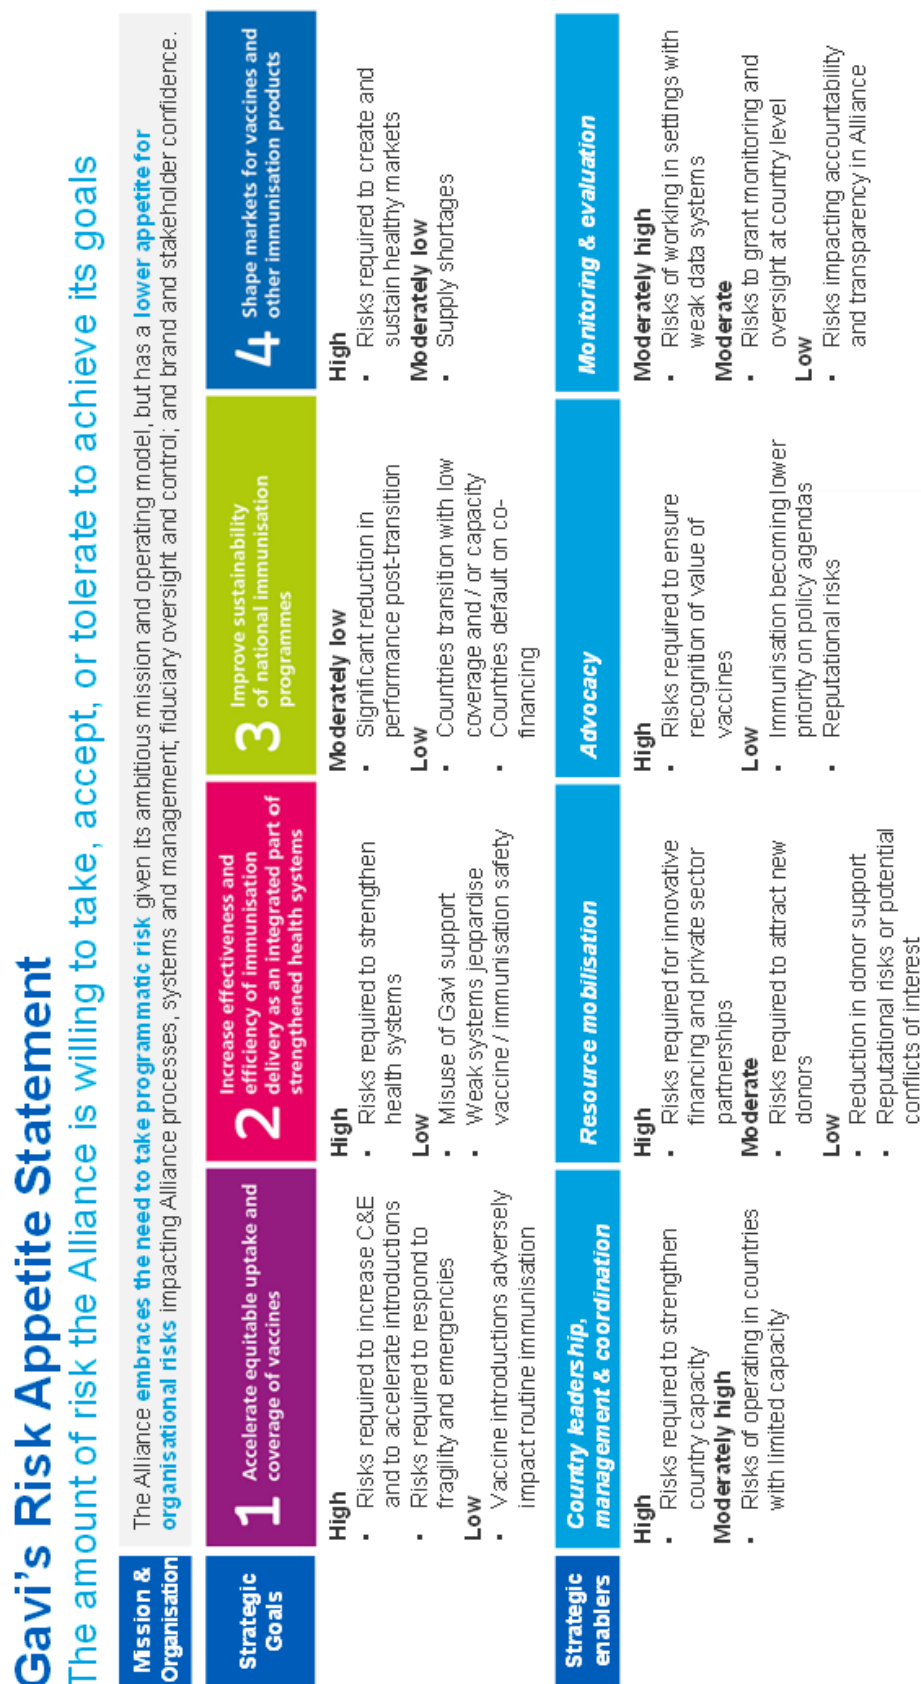 Gavi's Risk Appetite Statement
The amount of risk the Alliance is willing to take, accept, or tolerate to achieve its goals
Mission &
Organisation
The Alliance embraces the need to take programmatic risk given its ambitious mission and operating model, but has a lower appetite for
organisational risks impacting Alliance processes, systems and management; fiduciary oversight and control; and brand and stakeholder confidence.
Strategic
Goals
1 Accelerate equitable uptake and
coverage of vaccines
High
▪ Risks required to increase C&E
and to accelerate introductions
▪ Risks required to respond to
fragility and emergencies
Low
▪ Vaccine introductions adversely
impact routine immunisation
2 Increase effectiveness and
efficiency of immunisation
delivery as an integrated part of
strengthened health systems
High
▪ Risks required to strengthen
health systems
Low
▪ Misuse of Gavi support
▪ Weak systems jeopardise
vaccine / immunisation safety
3 Improve sustainability
of national immunisation
programmes
Moderately low
▪ Significant reduction in
performance post-transition
Low
▪ Countries transition with low
coverage and / or capacity
▪ Countries default on co-
financing
4 Shape markets for vaccines and
other immunisation products
High
▪ Risks required to create and
sustain healthy markets
Moderately low
▪ Supply shortages
Strategic
enablers
Country leadership,
management & coordination
High
▪ Risks required to strengthen
country capacity
Moderately high
▪ Risks of operating in countries
with limited capacity
Resource mobilisation
High
▪ Risks required for innovative
financing and private sector
partnerships
Moderate
▪ Risks required to attract new
donors
Low
▪ Reduction in donor support
▪ Reputational risks or potential
conflicts of interest
Advocacy
High
▪ Risks required to ensure
recognition of value of
vaccines
Low
▪ Immunisation becoming lower
priority on policy agendas
▪ Reputational risks
Monitoring & evaluation
Moderately high
▪ Risks of working in settings with
weak data systems
Moderate
▪ Risks to grant monitoring and
oversight at country level
Low
▪ Risks impacting accountability
and transparency in Alliance